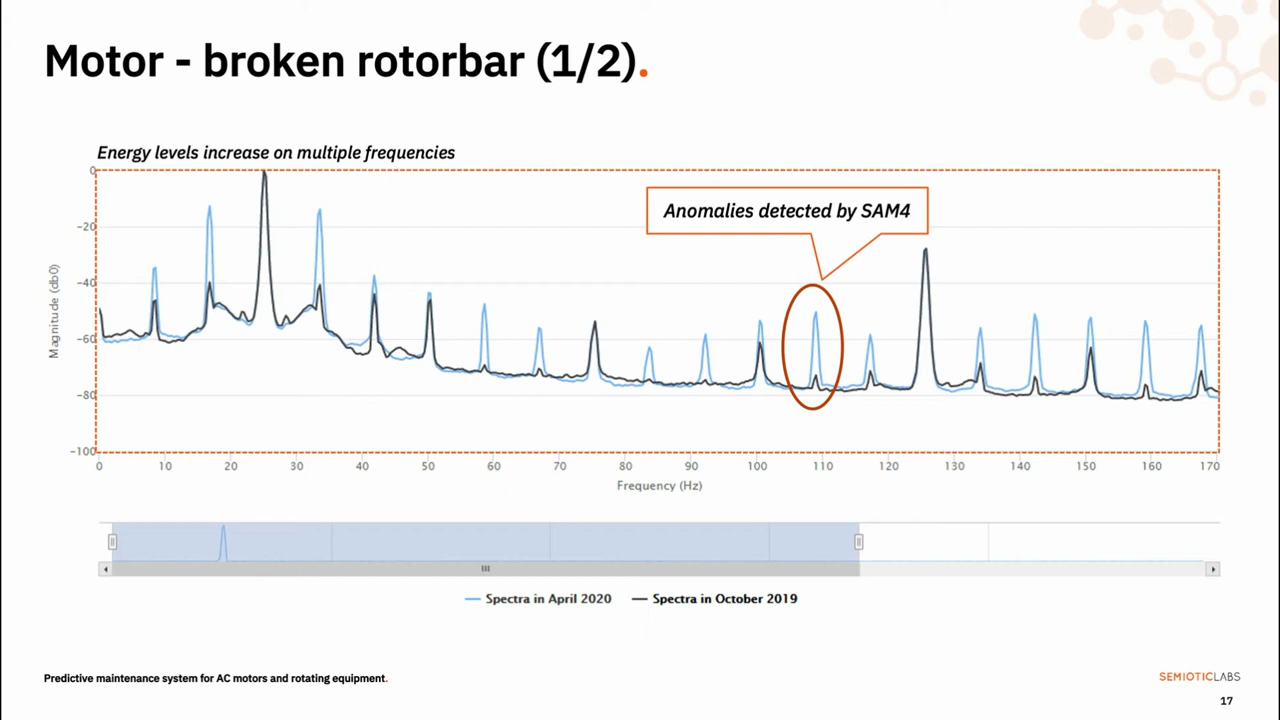 Motor - broken rotorbar (1/2).
Energy levels increase on multiple frequencies
Anomalies detected by SAM4
Magnitude (db0)
0
-20
-40
-60
-80
-100
0 10 20 30 40 50 60 70 80 90 100 110 120 130 140 150 160 170
Frequency (Hz)
Spectra in April 2020 Spectra in October 2019
Predictive maintenance system for AC motors and rotating equipment.
SEMIOTICLABS
17